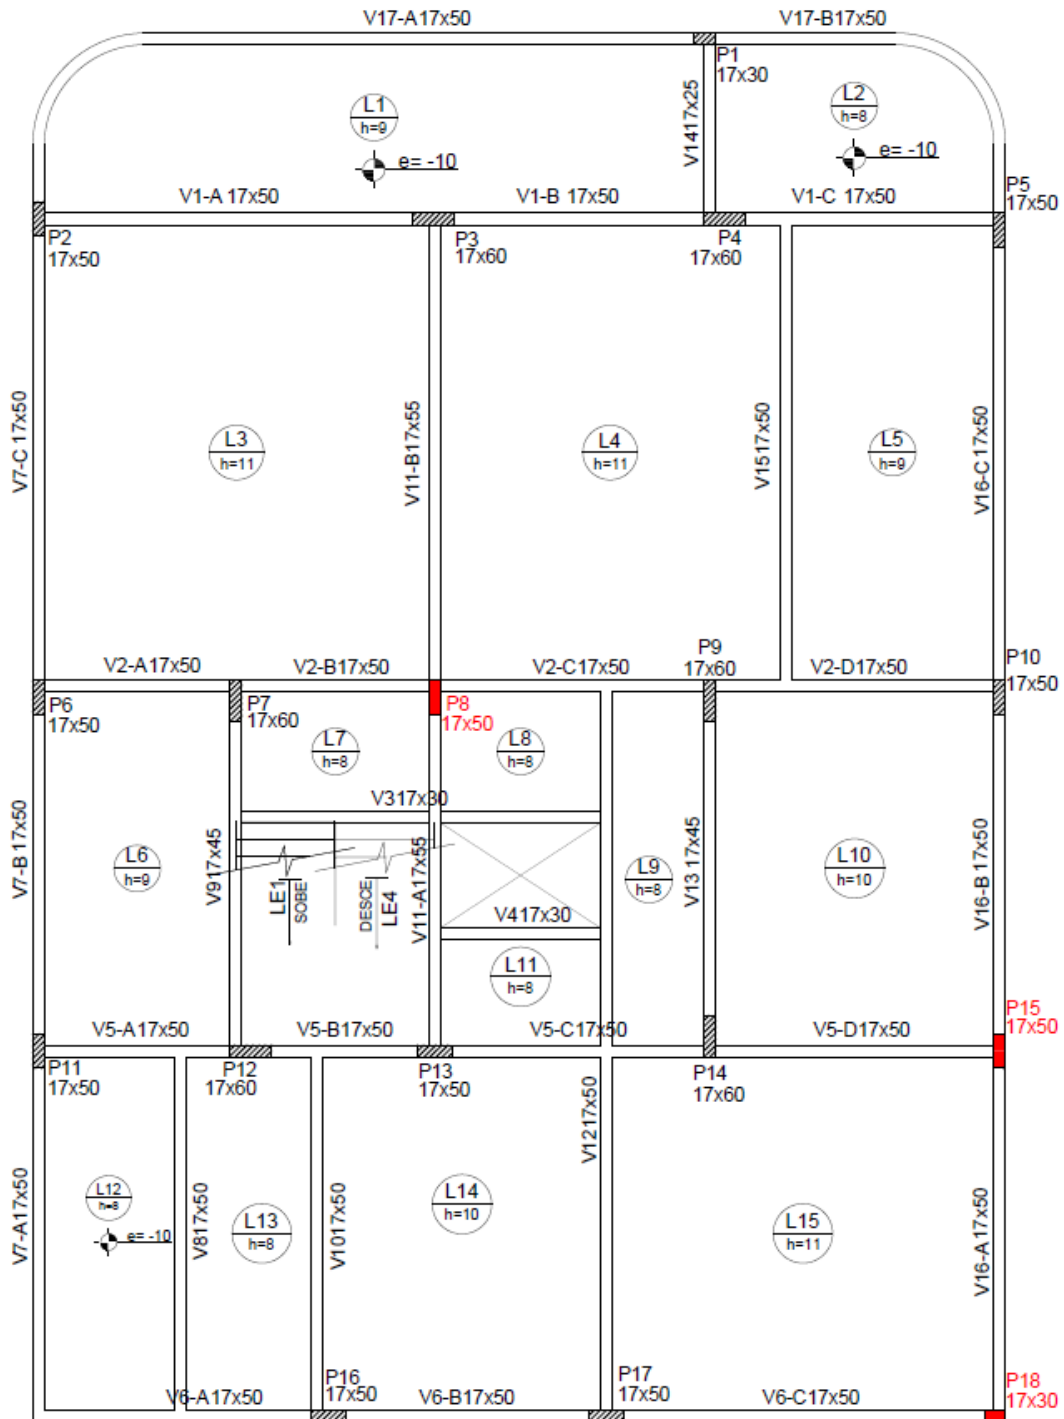 V17-A17x50
V17-B17x50
P1
17x30
V1417x25
L1
h=9
e= -10
L2
h=8
e= -10
V1-A 17x50
V1-B 17x50
V1-C 17x50
P5
17x50
P2
17x50
P3
17x60
P4
17x60
V7-C 17x50
L3
h=11
V11-B17x55
L4
h=11
V1517x50
L5
h=9
V16-C17x50
V2-A17x50
V2-B17x50
V2-C17x50
P9
17x60
V2-D17x50
P10
17x50
P6
17x50
P7
17x60
P8
17x50
L7
h=8
L8
h=8
V317x30
V7-B 17x50
L6
h=9
V917x45
LE1
SOBE
DESCE
LE4
V11-A17x55
V417x30
L9
h=8
V13 17x45
L10
h=10
V16-B 17x50
L11
h=8
P15
17x50
V5-A17x50
V5-B17x50
V5-C17x50
V5-D17x50
P11
17x50
P12
17x60
P13
17x50
P14
17x60
V1217x50
V7-A17x50
L12
h=8
e= -10
V817x50
L13
h=8
V1017x50
L14
h=10
L15
h=11
V16-A17x50
P16
17x50
P17
17x50
P18
17x30
V6-A17x50
V6-B17x50
V6-C17x50